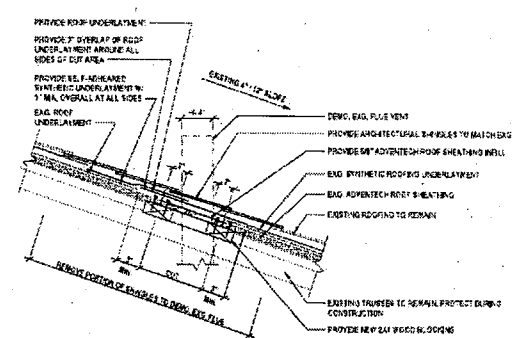 PROVIDE ROOF UNDERLAYMENT
PROVIDE 3" OVERLAP OF ROOF
UNDERLAYMENT AROUND ALL
SIDES OF CUT AREA
PROVIDE SELF-ADHEARED
SYNTHETIC UNDERLAYMENT W/
MIN. OVERALL AT ALL SIDES
EXG. ROOF
UNDERLAYMENT
EXISTING 4" / 12" SLOPE
DEMO. EXG. FLUE VENT
PROVIDE ARCHITECTURAL SHINGLES TO MATCH EXG
PROVIDE ADVENTECH ROOF SHEATHING INFILL
EXG. SYNTHETIC ROOFING UNDERLAYMENT
EXG. ADVENTECH ROOF SHEATHING
EXISTING ROOFING TO REMAIN
MIN.
CUT
MIN.
REMOVE PORTION OF SHINGLES TO DEMO. EXG FLUE
EXISTING TRUSSES TO REMAIN, PROTECT DURING
CONSTRUCTION
PROVIDE NEW 2X4 WOOD BLOCKING